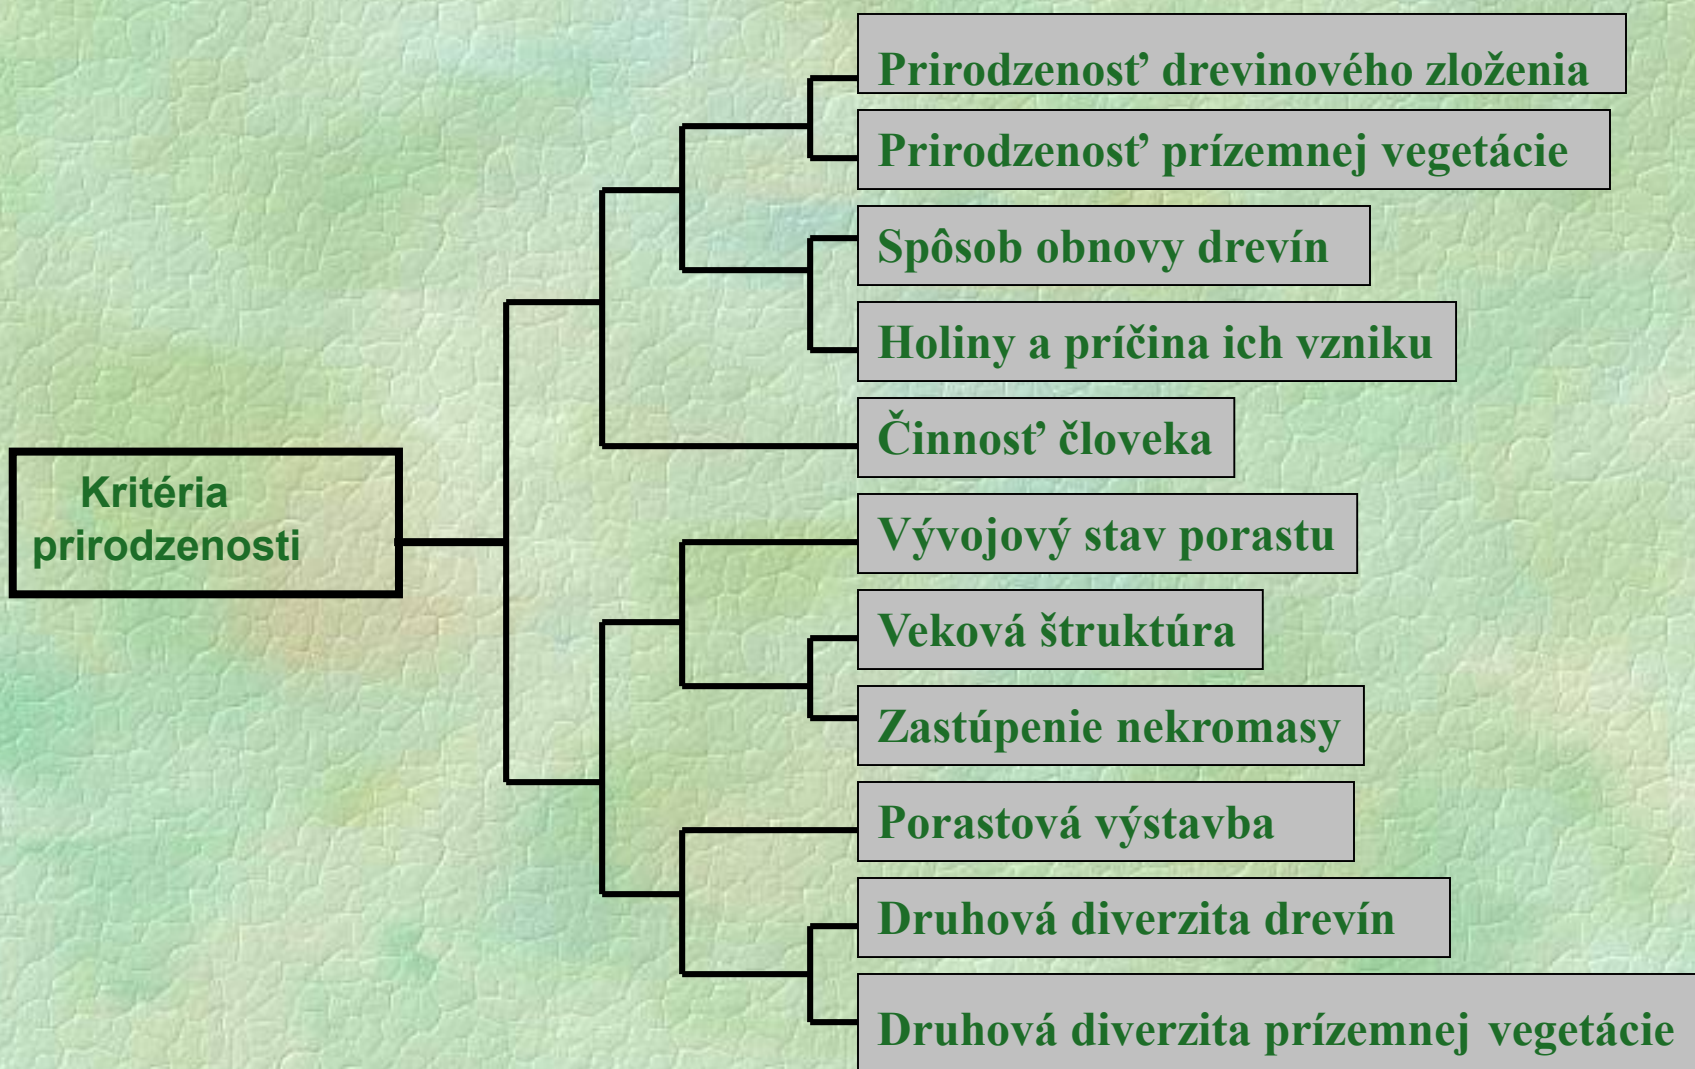 Prirodzenosť drevinového zloženia
Prirodzenosť prízemnej vegetácie
Spôsob obnovy drevín
Holiny a príčina ich vzniku
Činnosť človeka
Kritéria
prirodzenosti
Vývojový stav porastu
Veková štruktúra
Zastúpenie nekromasy
Porastová výstavba
Druhová diverzita drevín
Druhová diverzita prízemnej vegetácie